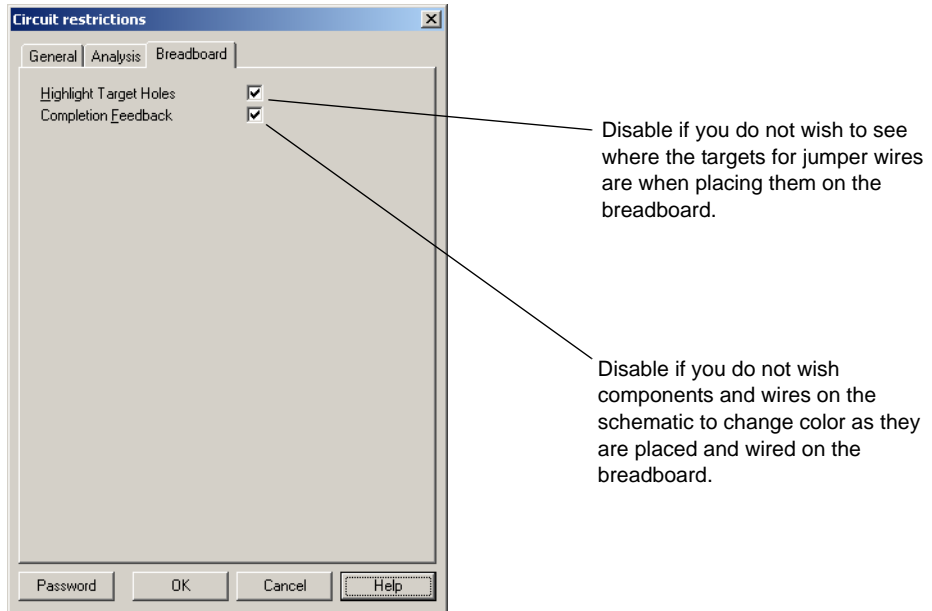 Circuit restrictions
General Analysis Breadboard
Highlight Target Holes
Completion Feedback
Disable if you do not wish to see
where the targets for jumper wires
are when placing them on the
breadboard.
Disable if you do not wish
components and wires on the
schematic to change color as they
are placed and wired on the
breadboard.
Password OK Cancel Help